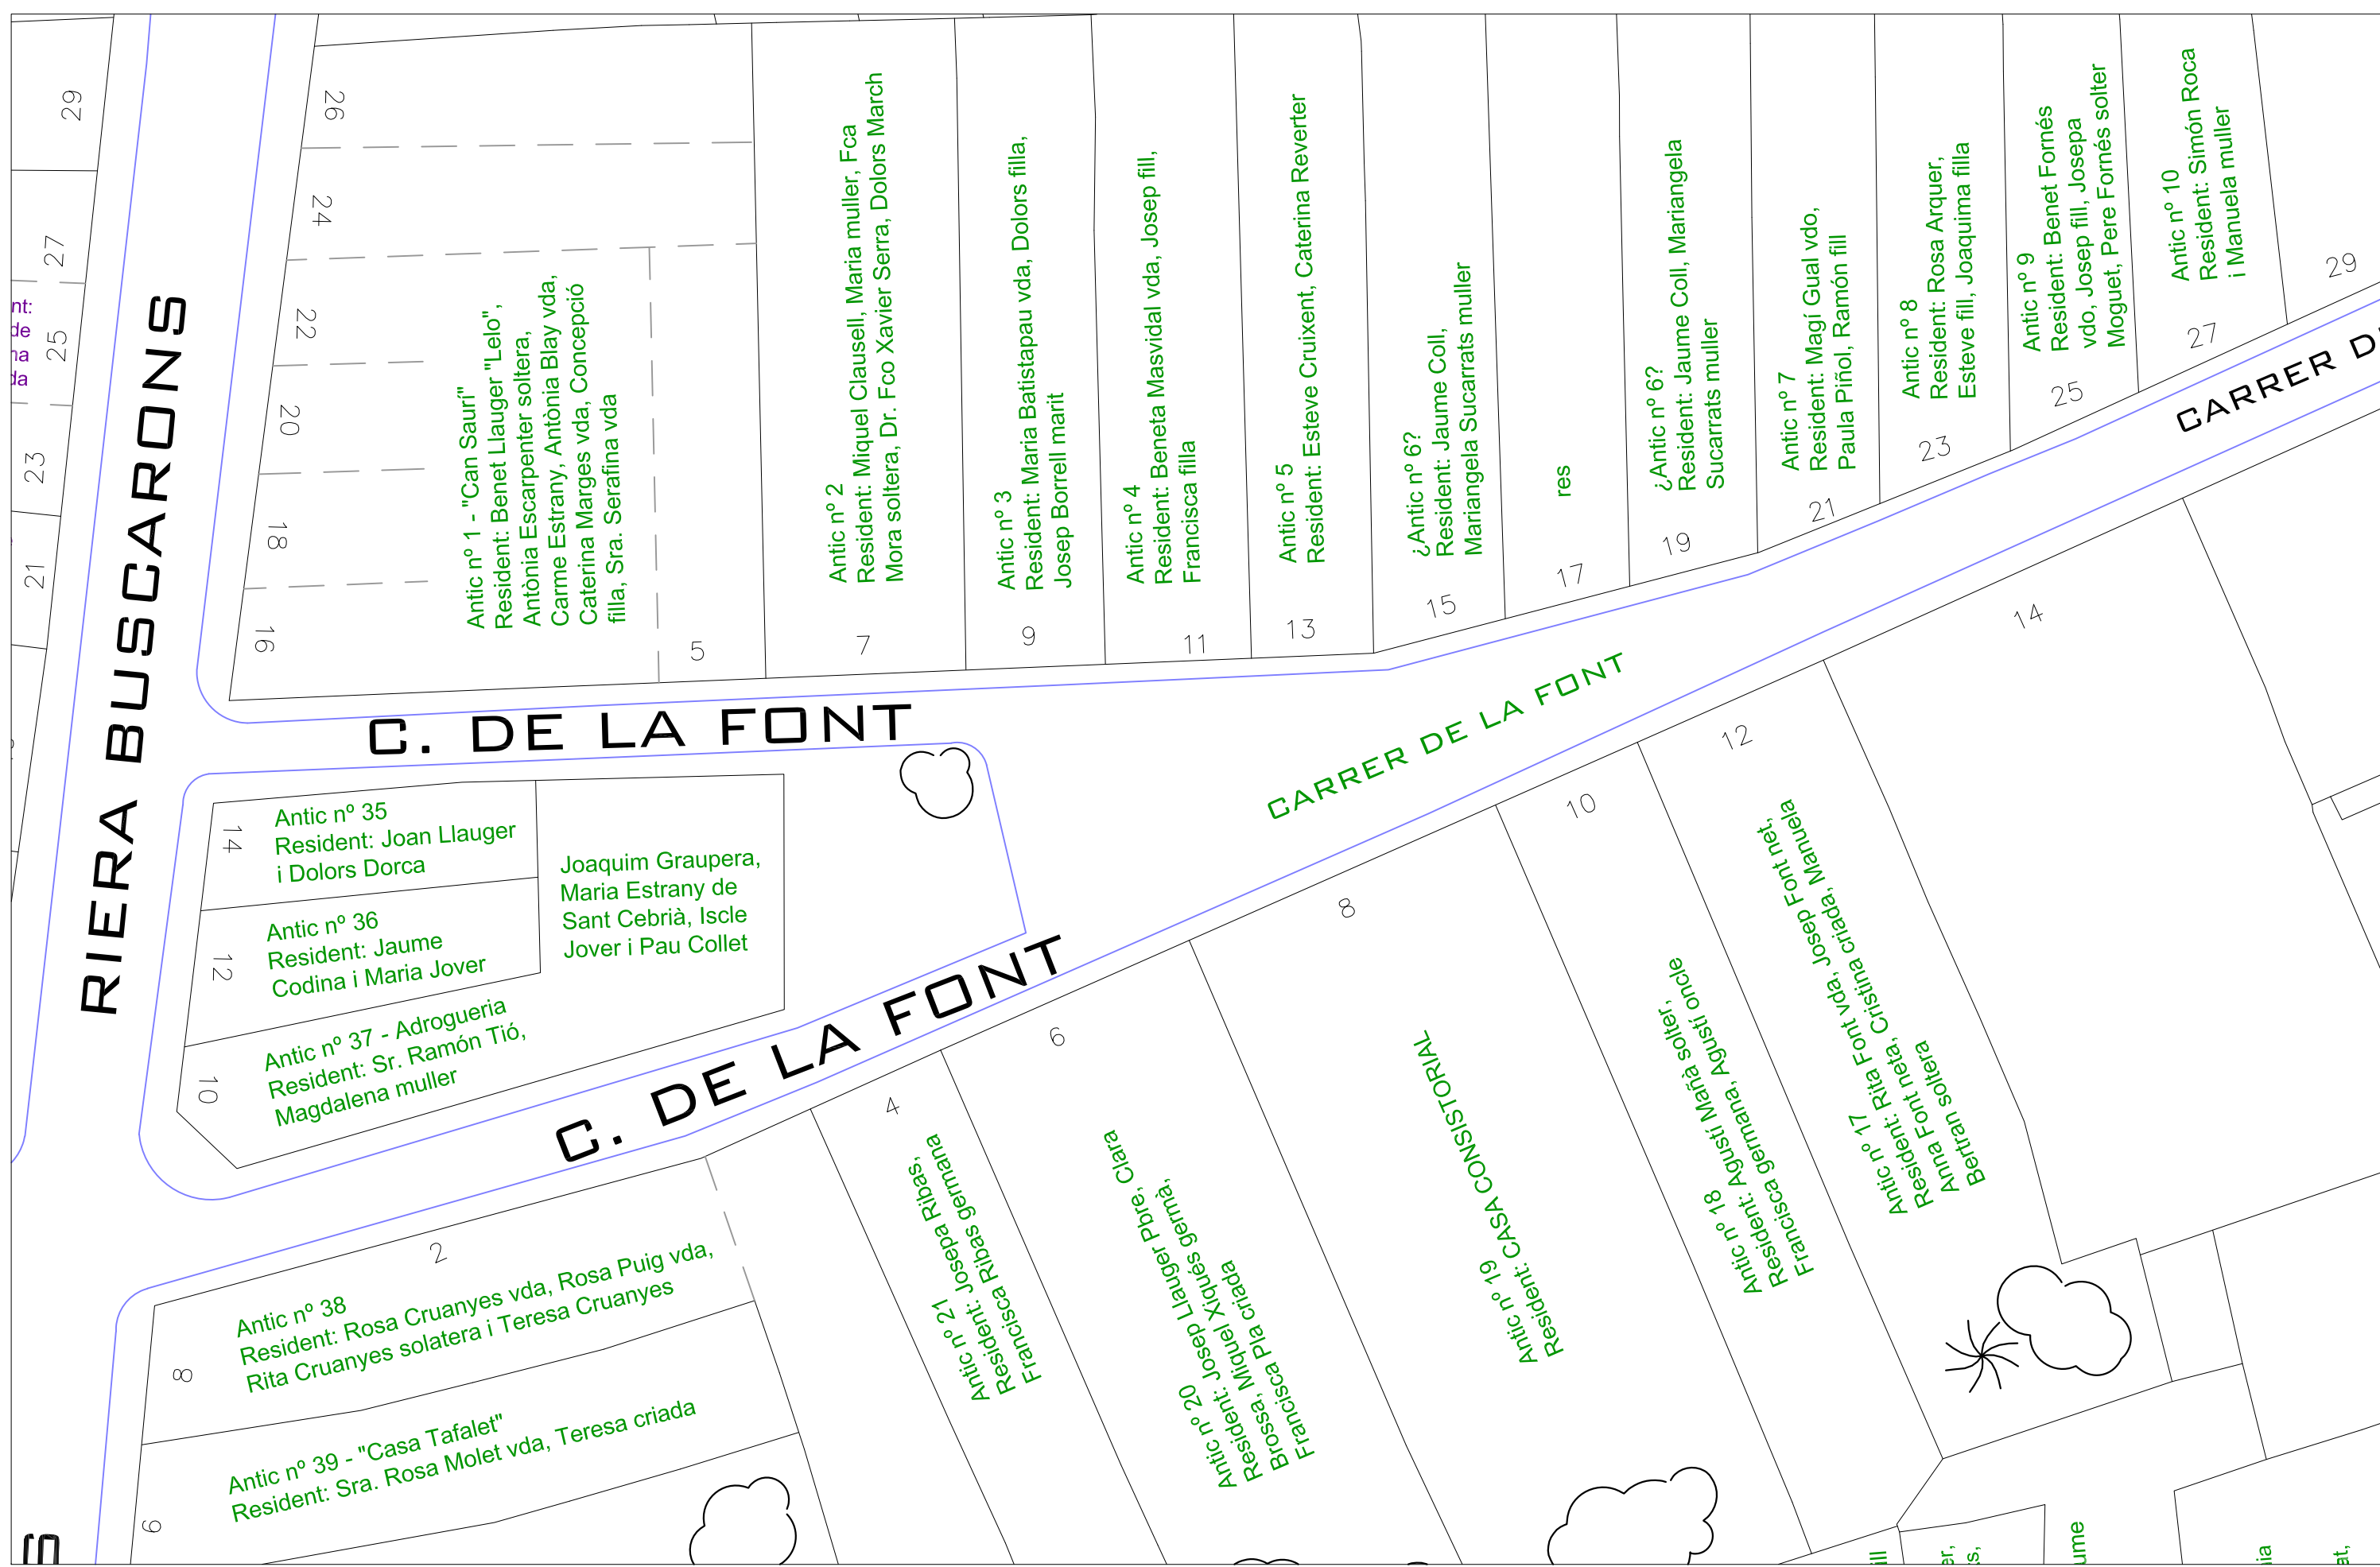 29
27
25
23
21
nt:
de
na
da
RIERA BUSCARONS
26
24
22
20
18
16
Antic nº 1 - "Can Saurí"
Resident: Benet Llauger "Lelo",
Antònia Escarpenter soltera,
Carme Estrany, Antònia Blay vda,
Caterina Marges vda, Concepció
filla, Sra. Serafina vda
5
Antic nº 2
Resident: Miquel Clausell, Maria muller, Fca
Mora soltera, Dr. Fco Xavier Serra, Dolors March
7
Antic nº 3
Resident: Maria Batistapau vda, Dolors filla,
Josep Borrell marit
9
Antic nº 4
Resident: Beneta Masvidal vda, Josep fill,
Francisca filla
11
Antic nº 5
Resident: Esteve Cruixent, Caterina Reverter
13
¿Antic nº 6?
Resident: Jaume Coll,
Mariangela Sucarrats muller
15
res
17
¿Antic nº 6?
Resident: Jaume Coll, Mariangela
Sucarrats muller
19
Antic nº 7
Resident: Magí Gual vdo,
Paula Piñol, Ramón fill
21
Antic nº 8
Resident: Rosa Arquer,
Esteve fill, Joaquima filla
23
Antic nº 9
Resident: Benet Fornés
vdo, Josep fill, Josepa
Moguet, Pere Fornés solter
25
Antic nº 10
Resident: Simón Roca
i Manuela muller
27
29
CARRER D
C. DE LA FONT
CARRER DE LA FONT
14
Antic nº 35
Resident: Joan Llauger
i Dolors Dorca
12
Antic nº 36
Resident: Jaume
Codina i Maria Jover
Joaquim Graupera,
Maria Estrany de
Sant Cebrià, Iscle
Jover i Pau Collet
10
Antic nº 37 - Adrogueria
Resident: Sr. Ramón Tió,
Magdalena muller
C. DE LA FONT
2
8
Antic nº 38
Resident: Rosa Cruanyes vda, Rosa Puig vda,
Rita Cruanyes solatera i Teresa Cruanyes
6
Antic nº 39 - "Casa Tafalet"
Resident: Sra. Rosa Molet vda, Teresa criada
4
Antic nº 21
Resident: Josepa Ribas,
Francisca Ribas germana
6
Antic nº 20
Resident: Josep Llauger Pbre, Clara
Brossa, Miquel Xiqués germà,
Francisca Pla criada
8
Antic nº 19
Resident: CASA CONSISTORIAL
10
Antic nº 18
Resident: Agustí Mañà solter,
Francisca germana, Agustí oncle
12
Antic nº 17
Resident: Rita Font vda, Josep Font net,
Anna Font neta, Cristina criada, Manuela
Bertran soltera
14
ill
er,
s,
ume
ia
at,